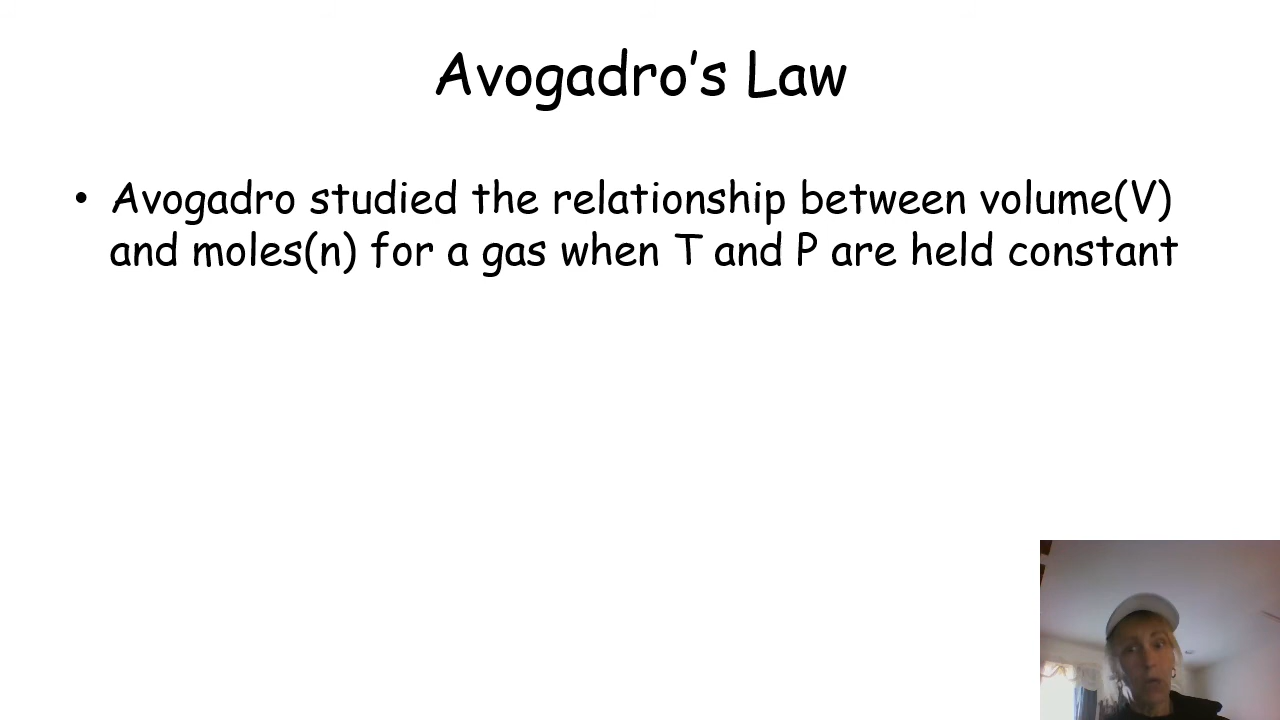 Avogadro’s Law
• Avogadro studied the relationship between volume(V)
and moles(n) for a gas when T and P are held constant